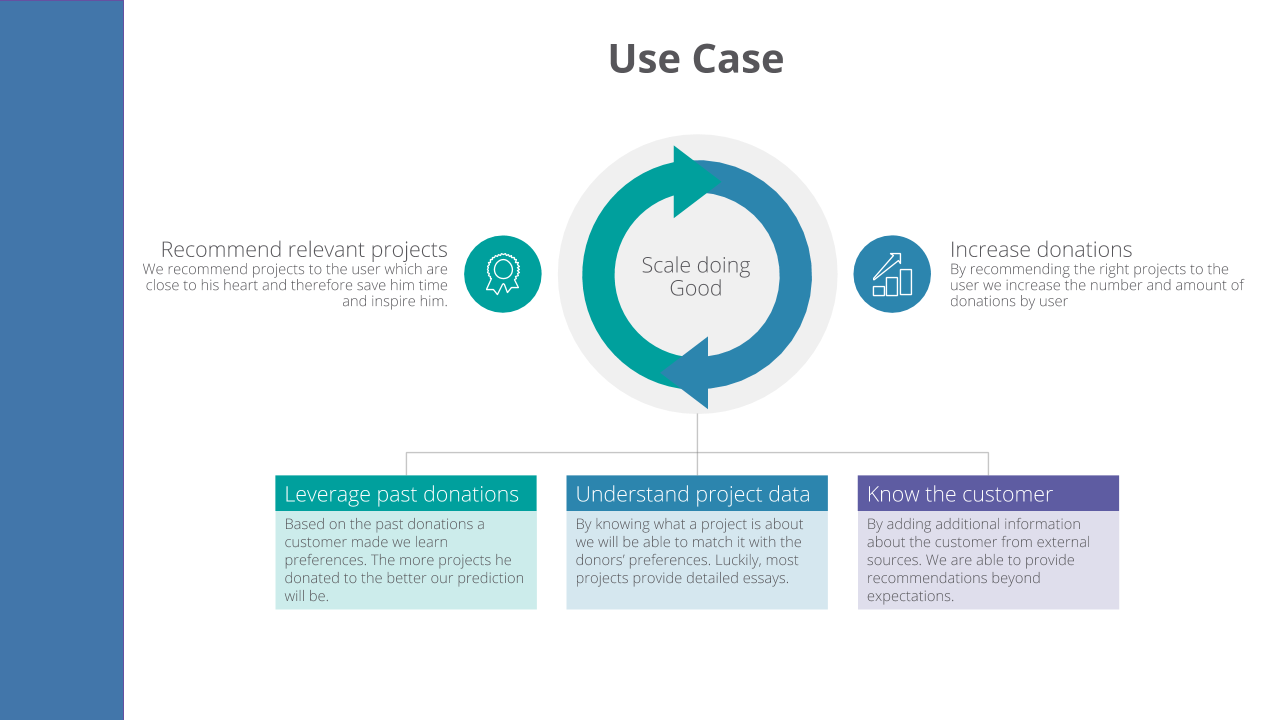 Use Case
Recommend relevant projects
We recommend projects to the user which are
close to his heart and therefore save him time
and inspire him.
Scale doing
Good
Increase donations
By recommending the right projects to the
user we increase the number and amount of
donations by user
Leverage past donations
Based on the past donations a
customer made we learn
preferences. The more projects he
donated to the better our prediction
will be.
Understand project data
By knowing what a project is about
we will be able to match it with the
donors’ preferences. Luckily, most
projects provide detailed essays.
Know the customer
By adding additional information
about the customer from external
sources. We are able to provide
recommendations beyond
expectations.